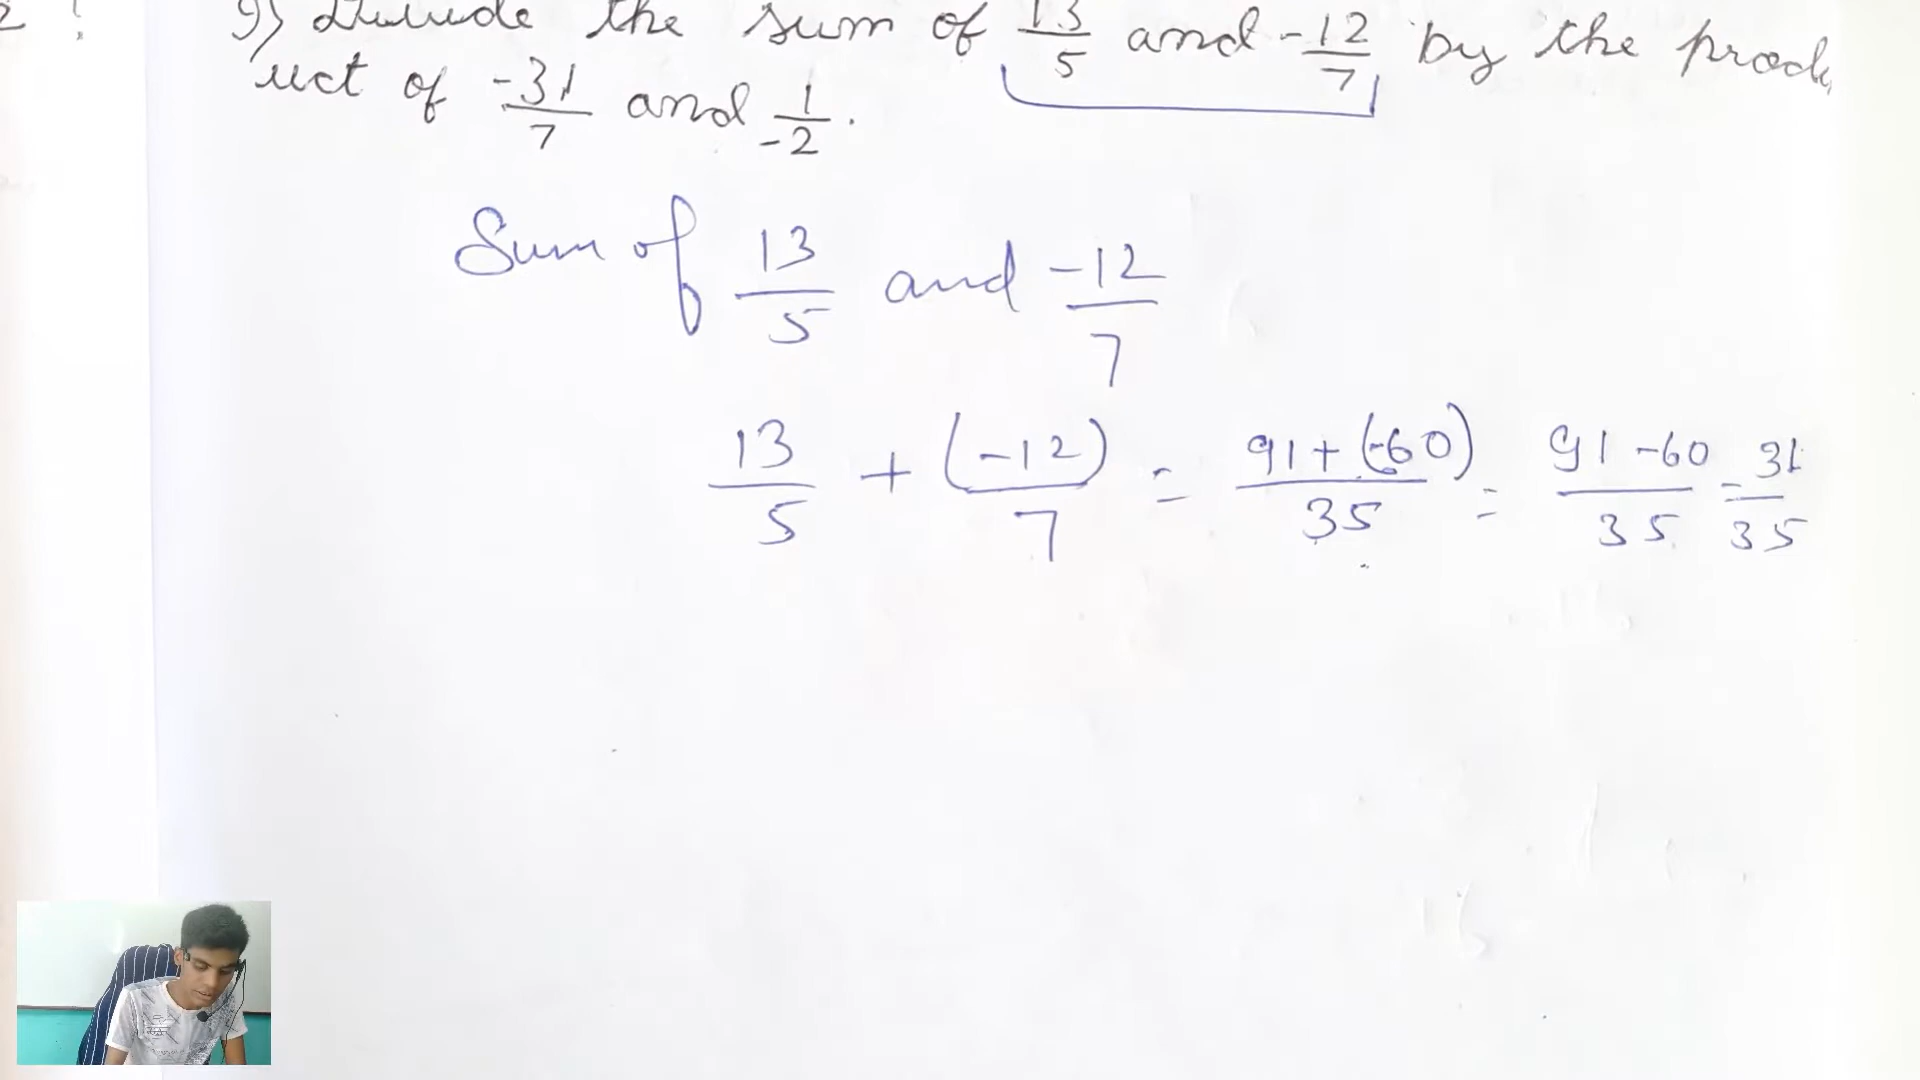 2 !
9) Divide the sum of 13/5 and -12/7 by the prod
uct of -31/7 and 1/-2.
Sum of 13/5 and -12/7
13/5 + (-12)/7 = 91+(-60)/35 = 91-60/35 = 31/35